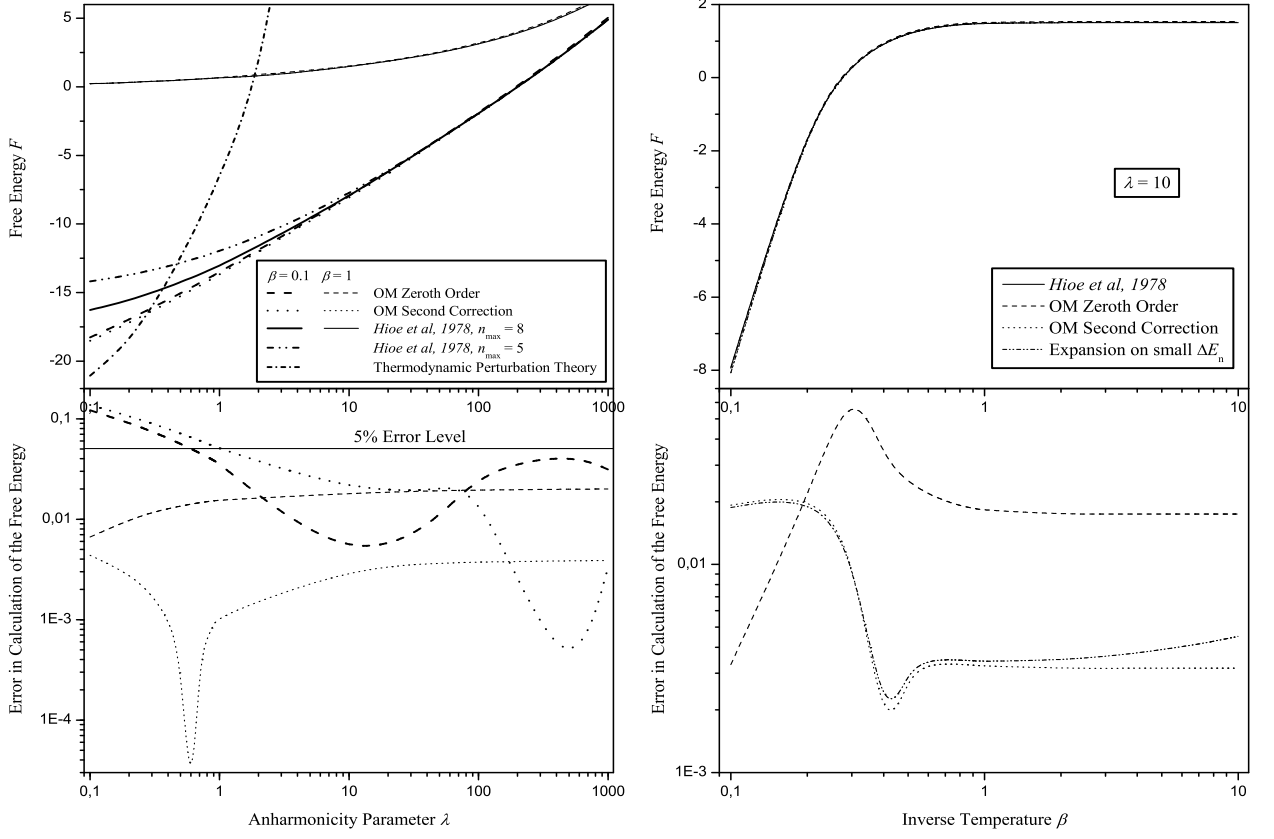 5
0
-5
-10
-15
-20
Free Energy F
β = 0.1 β = 1
OM Zeroth Order
OM Second Correction
Hioe et al, 1978, nmax = 8
Hioe et al, 1978, nmax = 5
Thermodynamic Perturbation Theory
0,1 1 10 100 1000
0,1
0,01
1E-3
1E-4
Error in Calculation of the Free Energy
5% Error Level
0,1 1 10 100 1000
Anharmonicity Parameter λ
2
0
-2
-4
-6
-8
Free Energy F
λ = 10
Hioe et al, 1978
OM Zeroth Order
OM Second Correction
Expansion on small ΔEn
0,1 1 10
0,01
1E-3
Error in Calculation of the Free Energy
0,1 1 10
Inverse Temperature β